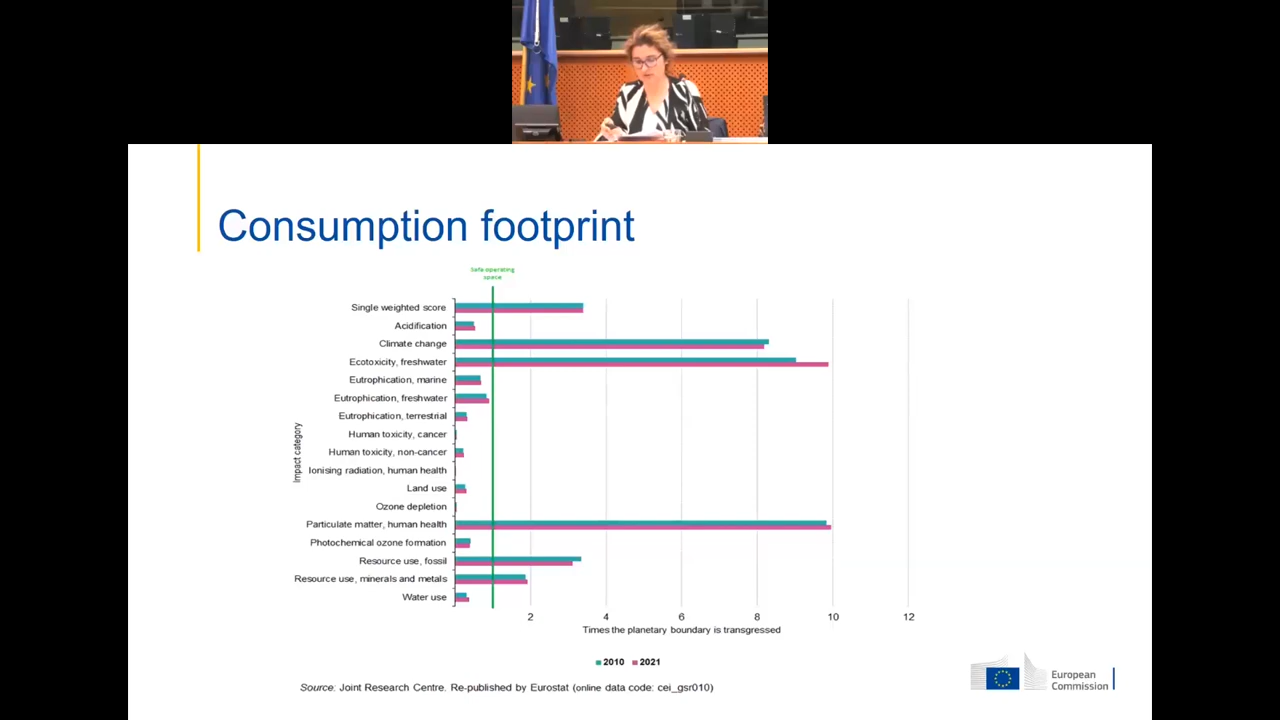 Consumption footprint
Safe operating
space
Single weighted score
Acidification
Climate change
Ecotoxicity, freshwater
Eutrophication, marine
Eutrophication, freshwater
Eutrophication, terrestrial
Human toxicity, cancer
Human toxicity, non-cancer
Ionising radiation, human health
Land use
Ozone depletion
Particulate matter, human health
Photochemical ozone formation
Resource use, fossil
Resource use, minerals and metals
Water use
Impact category
2 4 6 8 10 12
Times the planetary boundary is transgressed
2010 2021
Source: Joint Research Centre. Re-published by Eurostat (online data code: cei_gsr010)
European
Commission